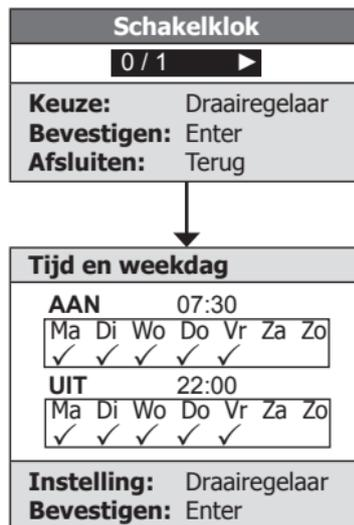 Schakelklok
0 / 1 ►
Keuze: Draairegelaar
Bevestigen: Enter
Afsluiten: Terug
Tijd en weekdag
AAN 07:30
Ma Di Wo Do Vr Za Zo
✓ ✓ ✓ ✓ ✓
UIT 22:00
Ma Di Wo Do Vr Za Zo
✓ ✓ ✓ ✓ ✓
Instelling: Draairegelaar
Bevestigen: Enter